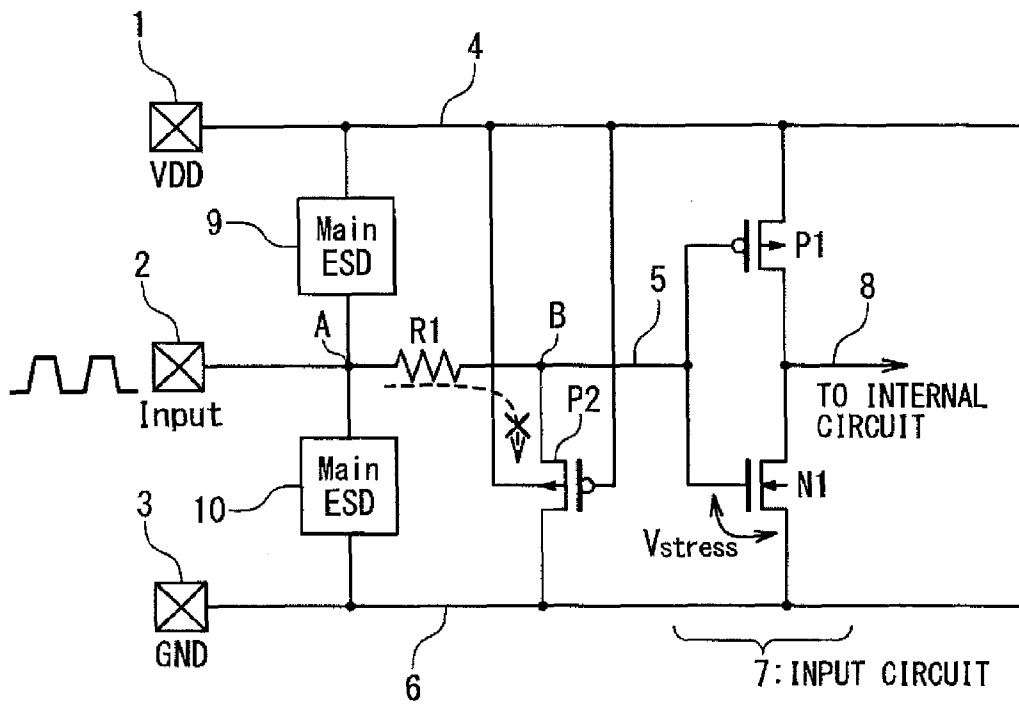 1
4
VDD
9
Main
ESD
P1
2
A
R1
B
5
8
Input
P2
TO INTERNAL
CIRCUIT
Main
ESD
10
N1
3
Vstress
GND
6
7:INPUT CIRCUIT